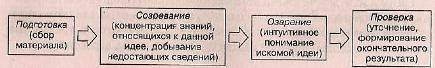 Подготовка
(сбор
материала)
Созревание
(концентрация знаний,
относящихся к данной
идее, добывания
недостающих сведений)
Озарение
(интуитивное
понимание
искомой идеи)
Проверка
(уточнение,
формирование
окончательного
результата)